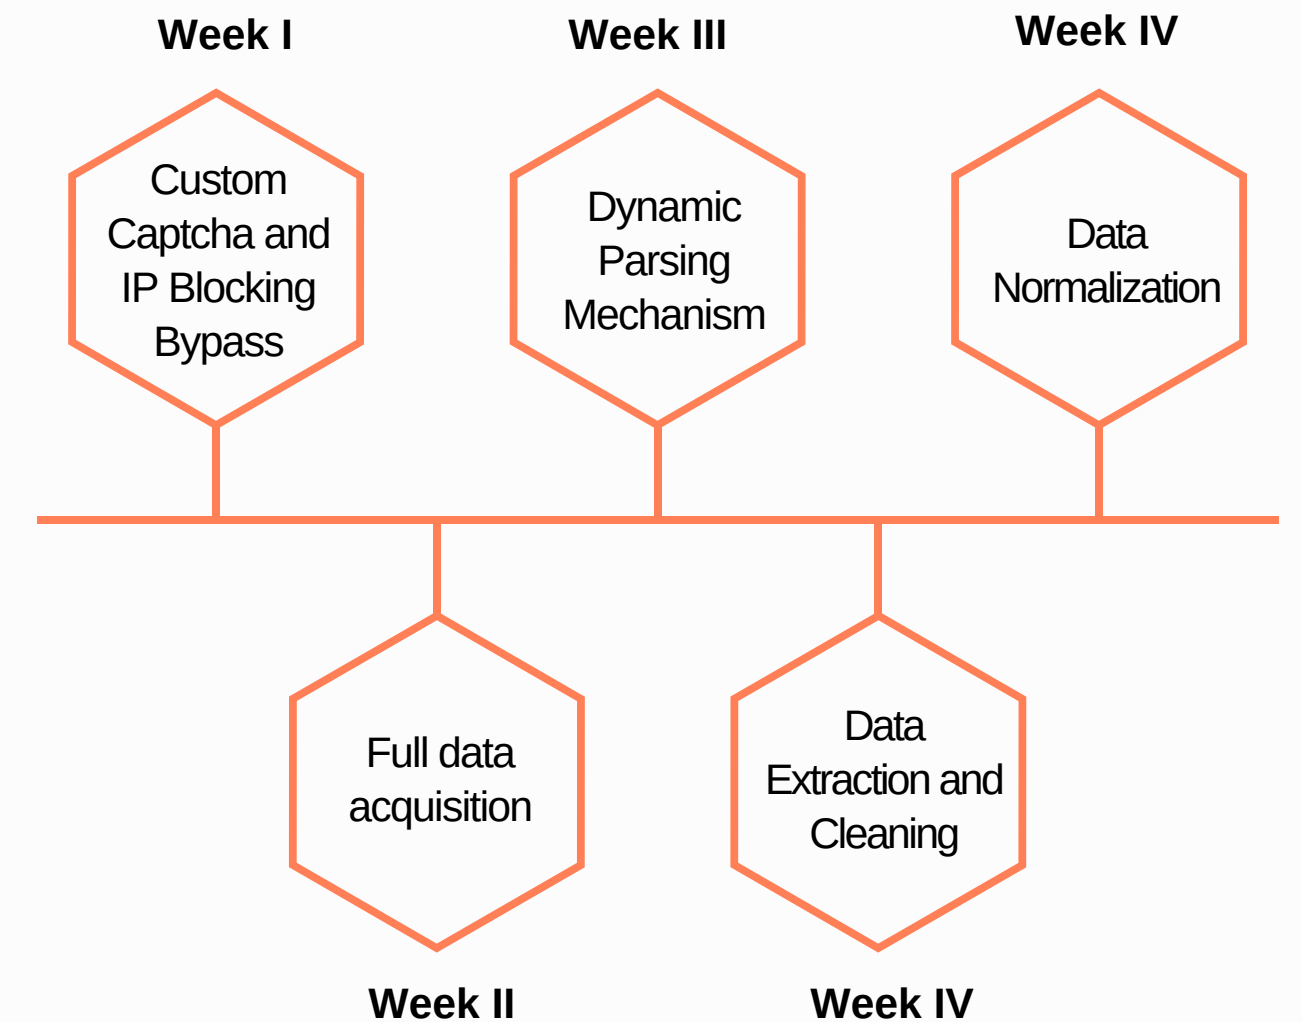 Week I
Custom
Captcha and
IP Blocking
Bypass
Week III
Dynamic
Parsing
Mechanism
Week IV
Data
Normalization
Full data
acquisition
Week II
Data
Extraction and
Cleaning
Week IV